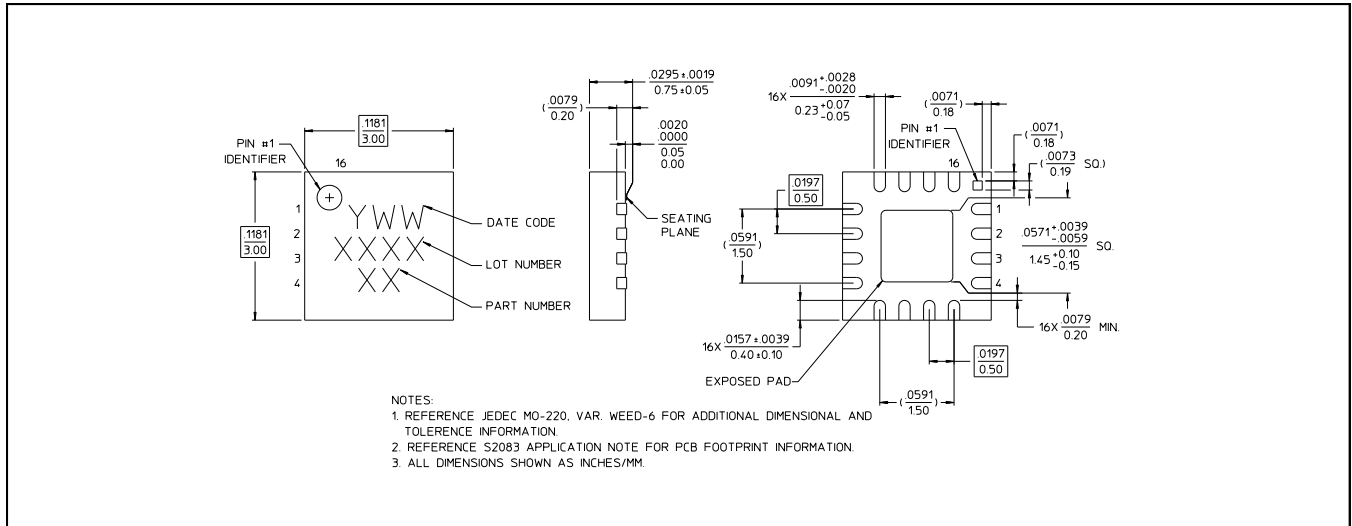 .1181
3.00
PIN #1
IDENTIFIER
16
.1181
3.00
1
2
3
4
YWW
XXXX
XX
DATE CODE
LOT NUMBER
PART NUMBER
.0295 ±.0019
0.75 ±0.05
(.0079
0.20)
.0020
.0000
0.05
0.00
SEATING
PLANE
16X .0091 +.0028 -.0020
0.23 +0.07 -0.05
(.0071
0.18)
PIN #1
IDENTIFIER
16
(.0071
0.18)
(.0073
0.19 SQ.)
.0197
0.50
(.0591
1.50)
1
2
3
4
.0571 +.0039 -.0059 SQ.
1.45 +0.10 -0.15
16X .0079
0.20 MIN.
16X .0157 ±.0039
0.40 ±0.10
.0197
0.50
EXPOSED PAD
(.0591
1.50)
NOTES:
1. REFERENCE JEDEC MO-220, VAR. WEED-6 FOR ADDITIONAL DIMENSIONAL AND
TOLERENCE INFORMATION.
2. REFERENCE S2083 APPLICATION NOTE FOR PCB FOOTPRINT INFORMATION.
3. ALL DIMENSIONS SHOWN AS INCHES/MM.